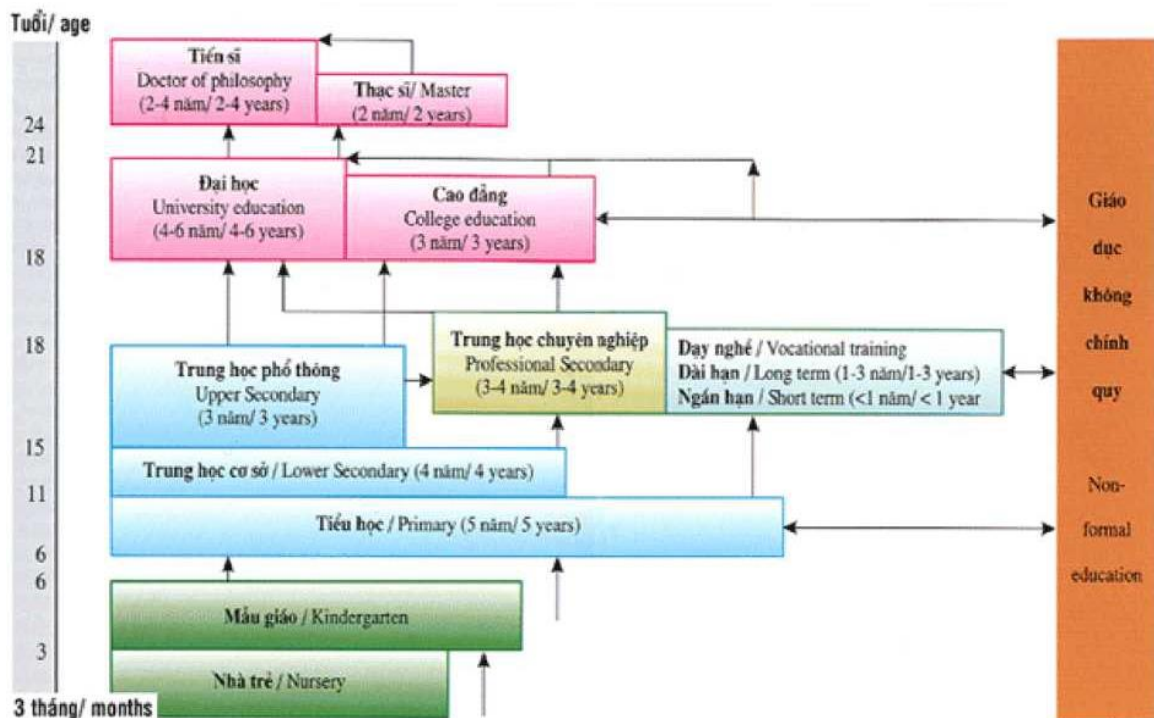 Tuổi/ age
Tiến sĩ
Doctor of philosophy
(2-4 năm/ 2-4 years)
Thạc sĩ/ Master
(2 năm/ 2 years)
24
21
Đại học
University education
(4-6 năm/ 4-6 years)
Cao đẳng
College education
(3 năm/ 3 years)
18
18
Trung học phổ thông
Upper Secondary
(3 năm/ 3 years)
Trung học chuyên nghiệp
Professional Secondary
(3-4 năm/ 3-4 years)
Dạy nghề / Vocational training
Dài hạn / Long term (1-3 năm/1-3 years)
Ngắn hạn / Short term (<1 năm/ < 1 year
15
Trung học cơ sở / Lower Secondary (4 năm/ 4 years)
11
Tiểu học / Primary (5 năm/ 5 years)
6
6
Mẫu giáo / Kindergarten
3
Nhà trẻ / Nursery
3 tháng/ months
Giáo
dục
không
chính
quy
Non-
formal
education